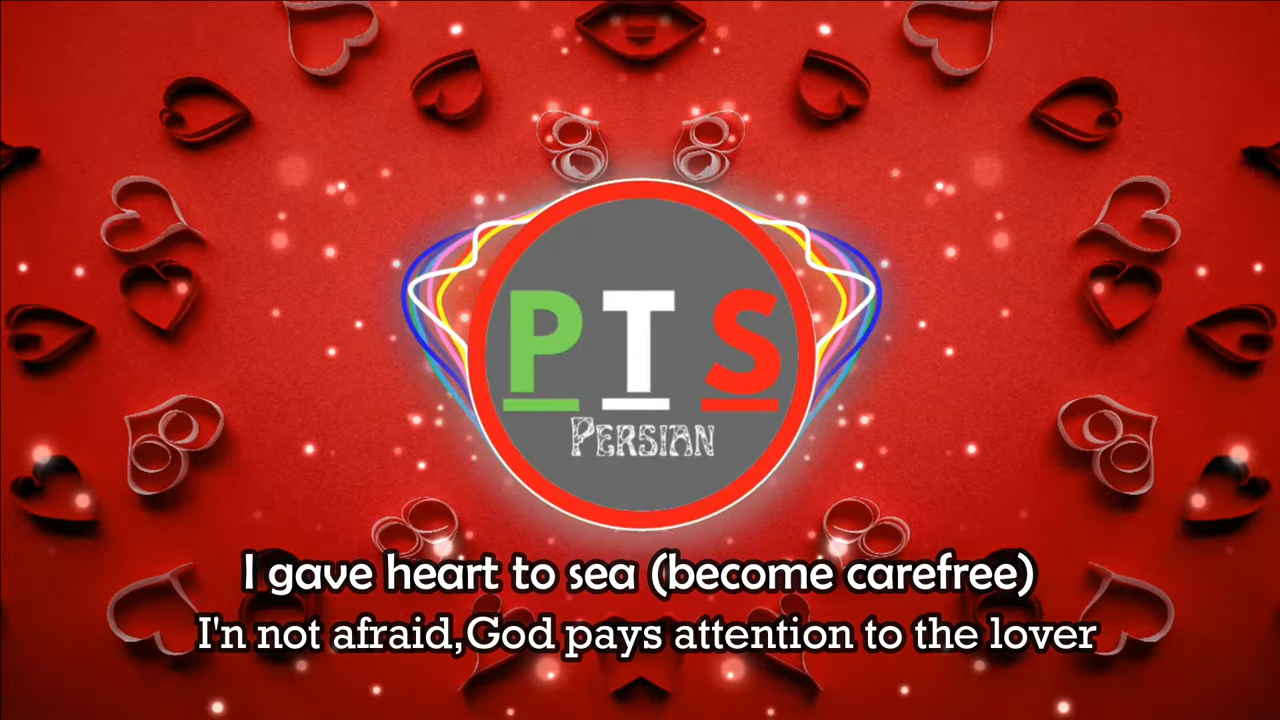 PTS
PERSIAN
I gave heart to sea (become carefree)
I'n not afraid,God pays attention to the lover